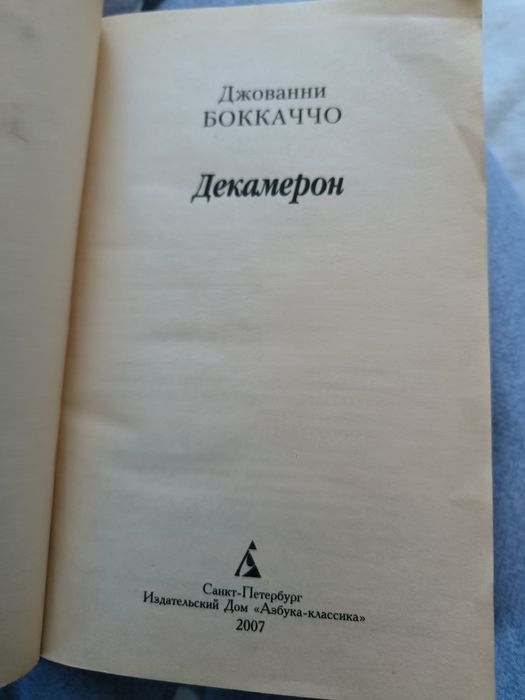 Джованни
БОККАЧЧО
Декамерон
Санкт-Петербург
Издательский Дом «Азбука-классика»
2007